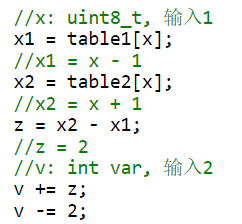 //x: uint8_t, 输入1
x1 = table1[x];
//x1 = x - 1
x2 = table2[x];
//x2 = x + 1
z = x2 - x1;
//z = 2
//v: int var, 输入2
v += z;
v -= 2;